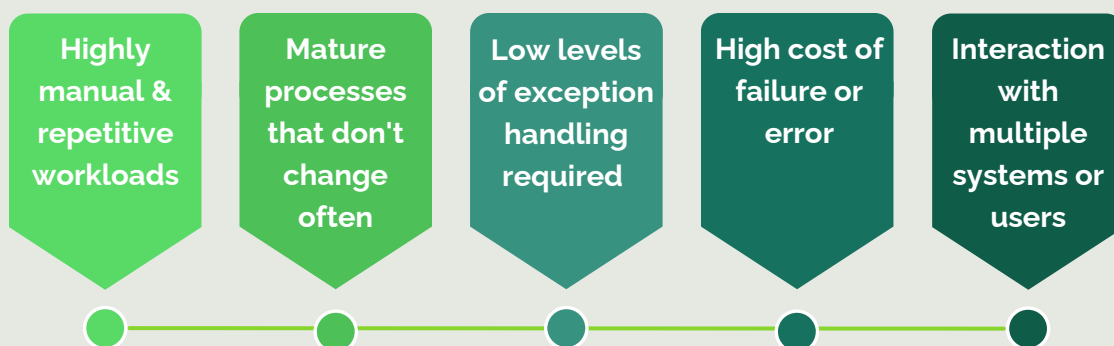 Highly
manual &
repetitive
workloads
Mature
processes
that don't
change
often
Low levels
of exception
handling
required
High cost of
failure or
error
Interaction
with
multiple
systems or
users